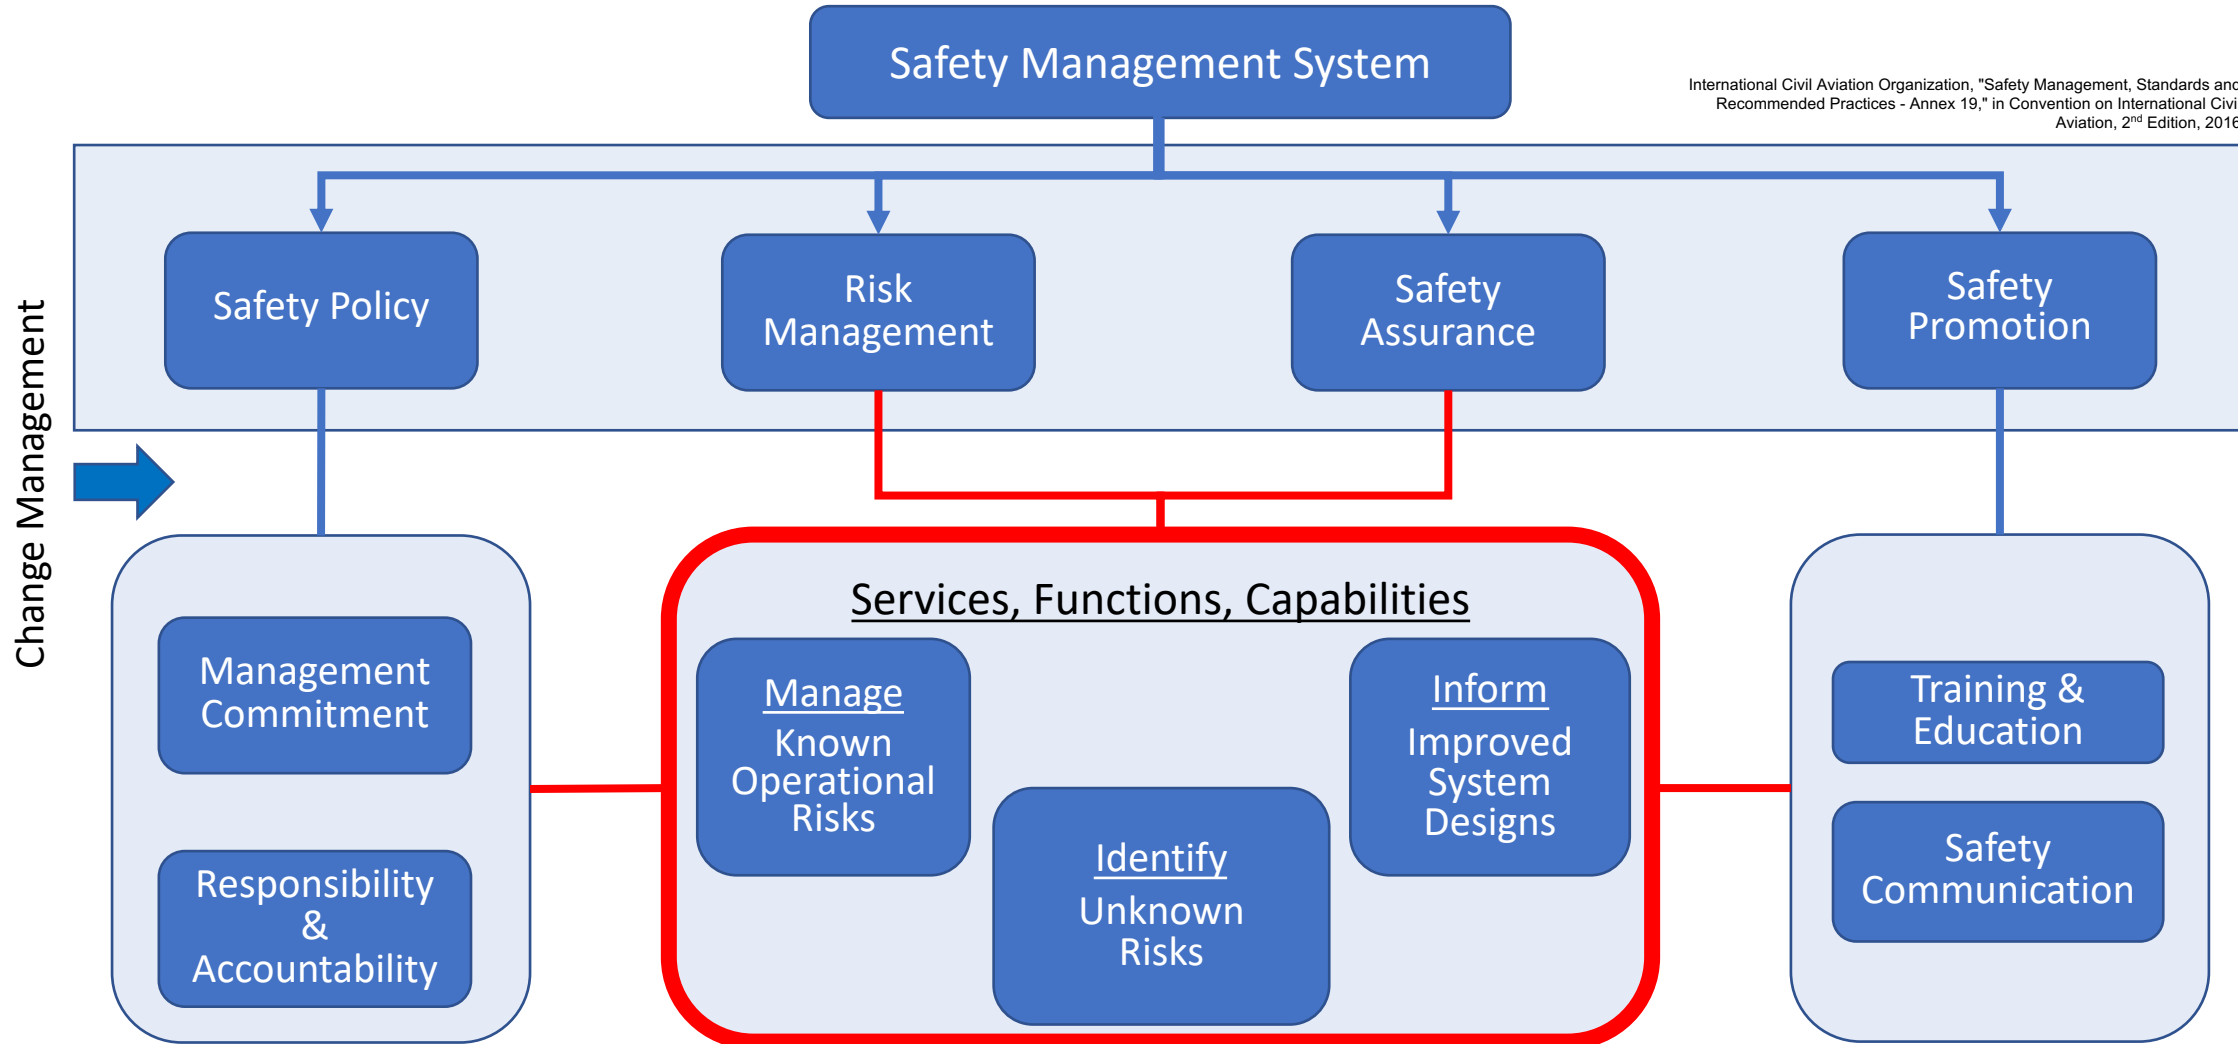 Safety Management System
International Civil Aviation Organization, "Safety Management, Standards and
Recommended Practices - Annex 19," in Convention on International Civi
Aviation, 2nd Edition, 2016
Safety Policy
Risk
Management
Safety
Assurance
Safety
Promotion
Change Management
Services, Functions, Capabilities
Management
Commitment
Responsibility
&
Accountability
Manage
Known
Operational
Risks
Identify
Unknown
Risks
Inform
Improved
System
Designs
Training &
Education
Safety
Communication